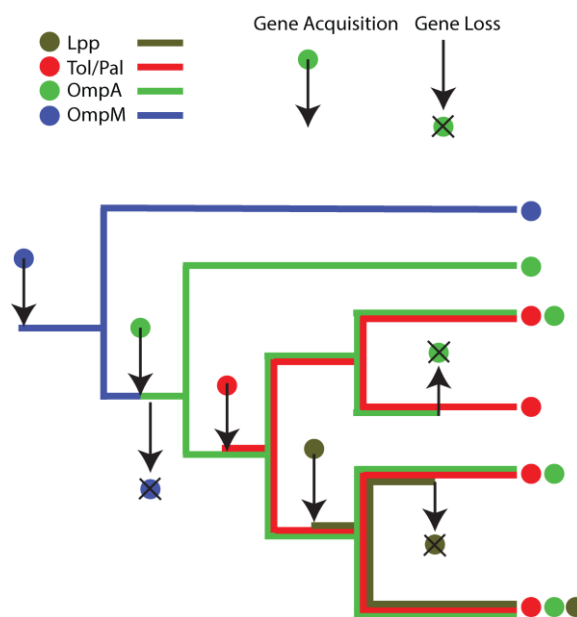 Lpp
Tol/Pal
OmpA
OmpM
Gene Acquisition
Gene Loss